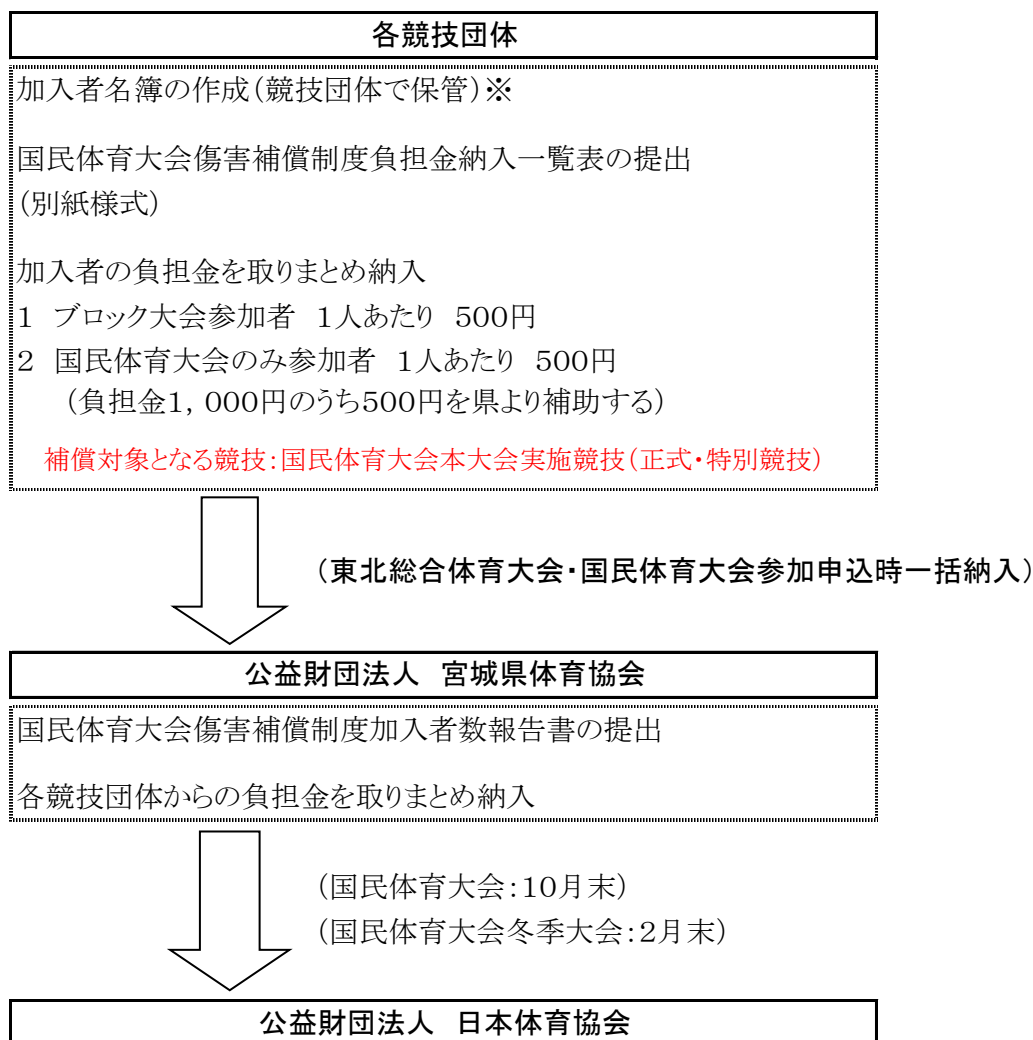 各競技団体
加入者名簿の作成(競技団体で保管)※
国民体育大会傷害補償制度負担金納入一覧表の提出
(別紙様式)
加入者の負担金を取りまとめ納入
1 ブロック大会参加者 1人あたり 500円
2 国民体育大会のみ参加者 1人あたり 500円
(負担金1,000円のうち500円を県より補助する)
補償対象となる競技:国民体育大会本大会実施競技(正式・特別競技)
(東北総合体育大会・国民体育大会参加申込時一括納入)
公益財団法人 宮城県体育協会
国民体育大会傷害補償制度加入者数報告書の提出
各競技団体からの負担金を取りまとめ納入
(国民体育大会:10月末)
(国民体育大会冬季大会:2月末)
公益財団法人 日本体育協会